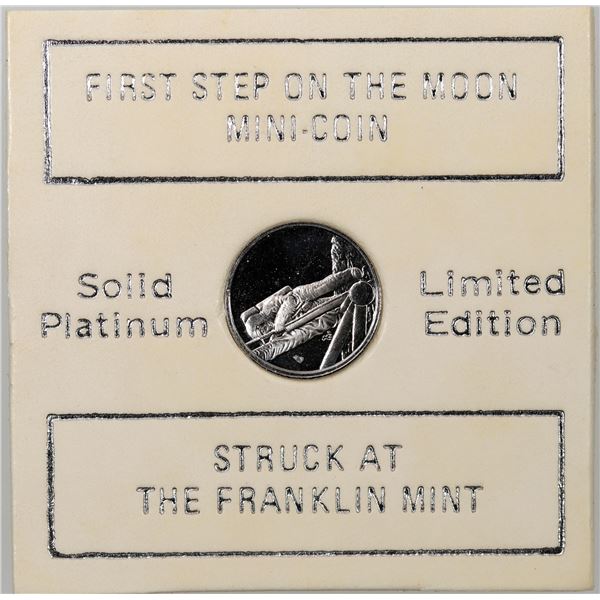 FIRST STEP ON THE MOON
MINI-COIN
Solid
Platinum
Limited
Edition
STRUCK AT
THE FRANKLIN MINT